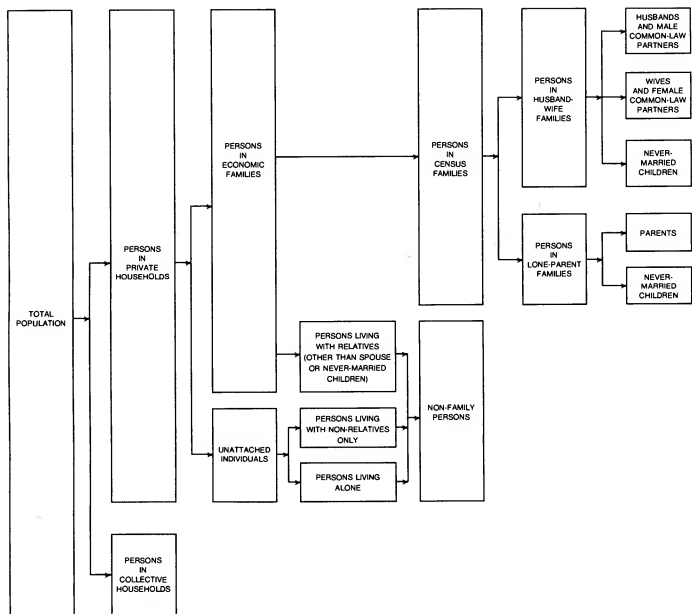 TOTAL
POPULATION
PERSONS
IN
PRIVATE
HOUSEHOLDS
PERSONS
IN
COLLECTIVE
HOUSEHOLDS
PERSONS
IN
ECONOMIC
FAMILIES
UNATTACHED
INDIVIDUALS
PERSONS LIVING
WITH RELATIVES
(OTHER THAN SPOUSE
OR NEVER-MARRIED
CHILDREN)
PERSONS LIVING
WITH NON-RELATIVES
ONLY
PERSONS LIVING
ALONE
PERSONS
IN
CENSUS
FAMILIES
NON-FAMILY
PERSONS
PERSONS
IN
HUSBAND-
WIFE
FAMILIES
PERSONS
IN
LONE-PARENT
FAMILIES
HUSBANDS
AND MALE
COMMON-LAW
PARTNERS
WIVES
AND FEMALE
COMMON-LAW
PARTNERS
NEVER-
MARRIED
CHILDREN
PARENTS
NEVER-
MARRIED
CHILDREN